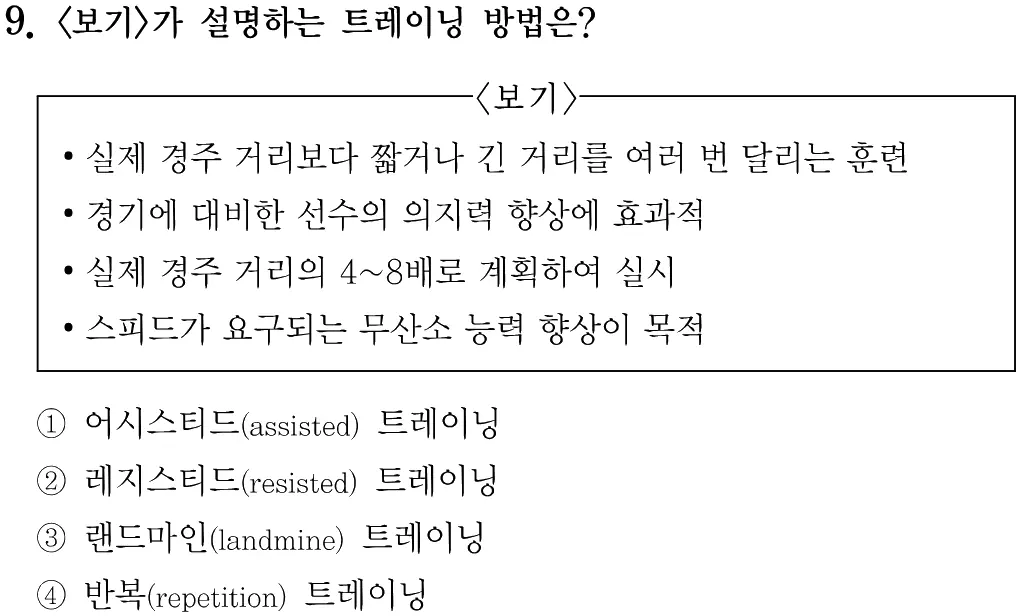 9. 〈보기〉가 설명하는 트레이닝 방법은?
〈보기〉
• 실제 경주 거리보다 짧거나 긴 거리를 여러 번 달리는 훈련
• 경기에 대비한 선수의 의지력 향상에 효과적
• 실제 경주 거리의 4~8배로 계획하여 실시
• 스피드가 요구되는 무산소 능력 향상이 목적
① 어시스티드(assisted) 트레이닝
② 레지스티드(resisted) 트레이닝
③ 랜드마인(landmine) 트레이닝
④ 반복(repetition) 트레이닝